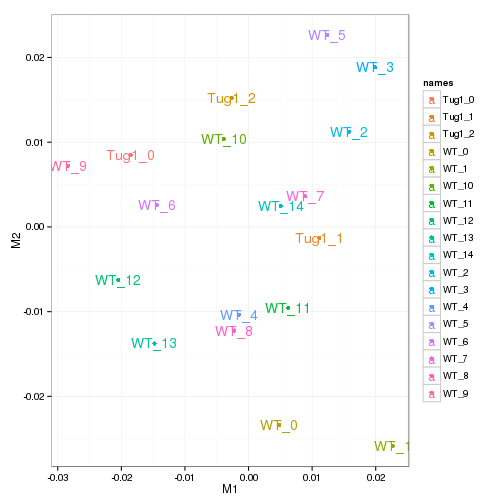 WT_5
WT_3
Tug1_2
WT_2
WT_10
Tug1_0
WT_9
WT_7
WT_6
WT_14
Tug1_1
WT_12
WT_11
WT_4
WT_8
WT_13
WT_0
WT_1
0.02
0.01
0.00
-0.01
-0.02
M2
-0.03 -0.02 -0.01 0.00 0.01 0.02
M1
names
a Tug1_0
a Tug1_1
a Tug1_2
a WT_0
a WT_1
a WT_10
a WT_11
a WT_12
a WT_13
a WT_14
a WT_2
a WT_3
a WT_4
a WT_5
a WT_6
a WT_7
a WT_8
a WT_9